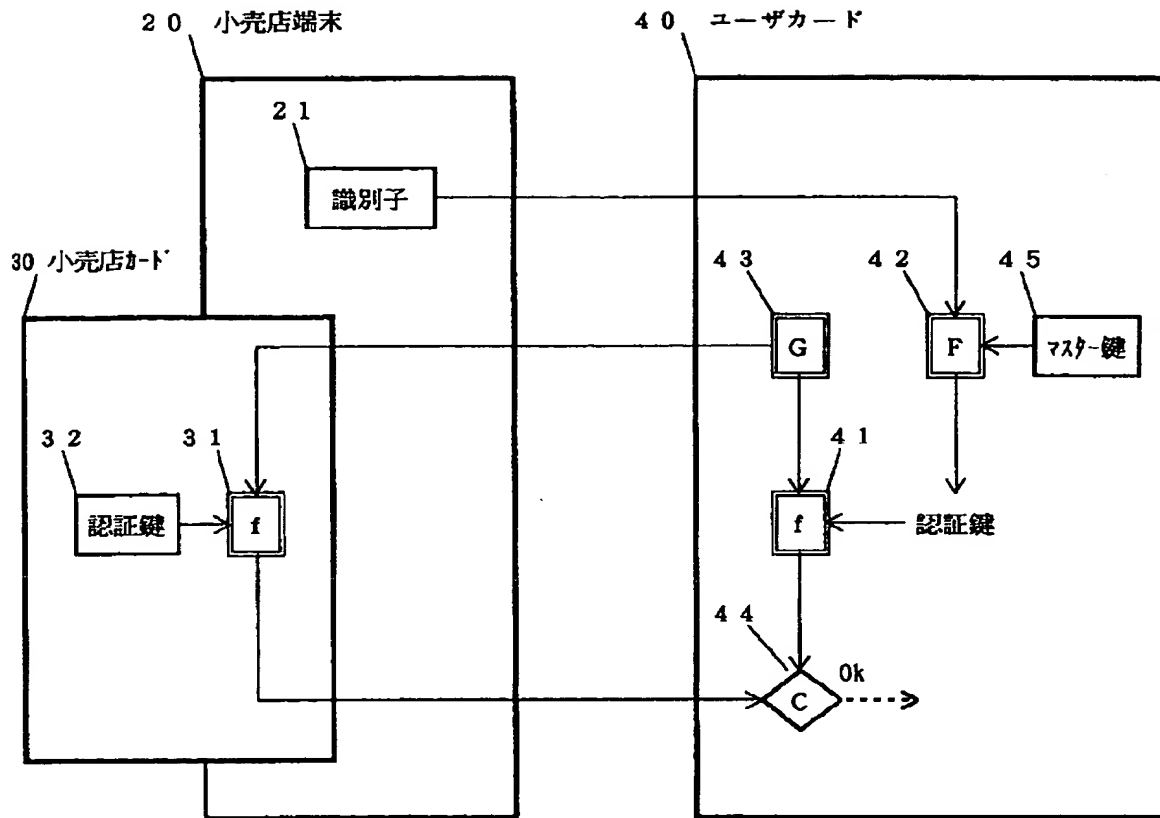 ２０ 小売店端末
４０ ユーザカード
２１
識別子
30 小売店ｶｰﾄﾞ
４３
４２
４５
G
F
ﾏｽﾀｰ鍵
３２
３１
４１
認証鍵
f
f
認証鍵
４４
C
Ok